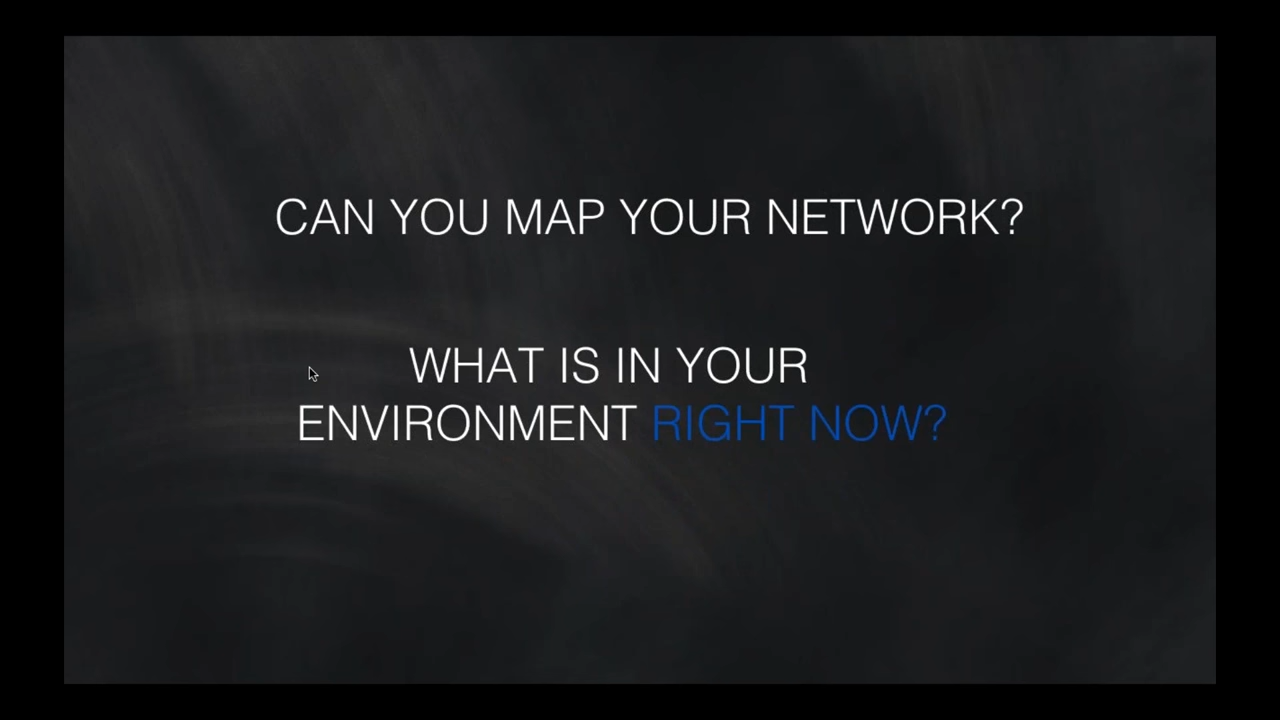 CAN YOU MAP YOUR NETWORK?
WHAT IS IN YOUR
ENVIRONMENT RIGHT NOW?